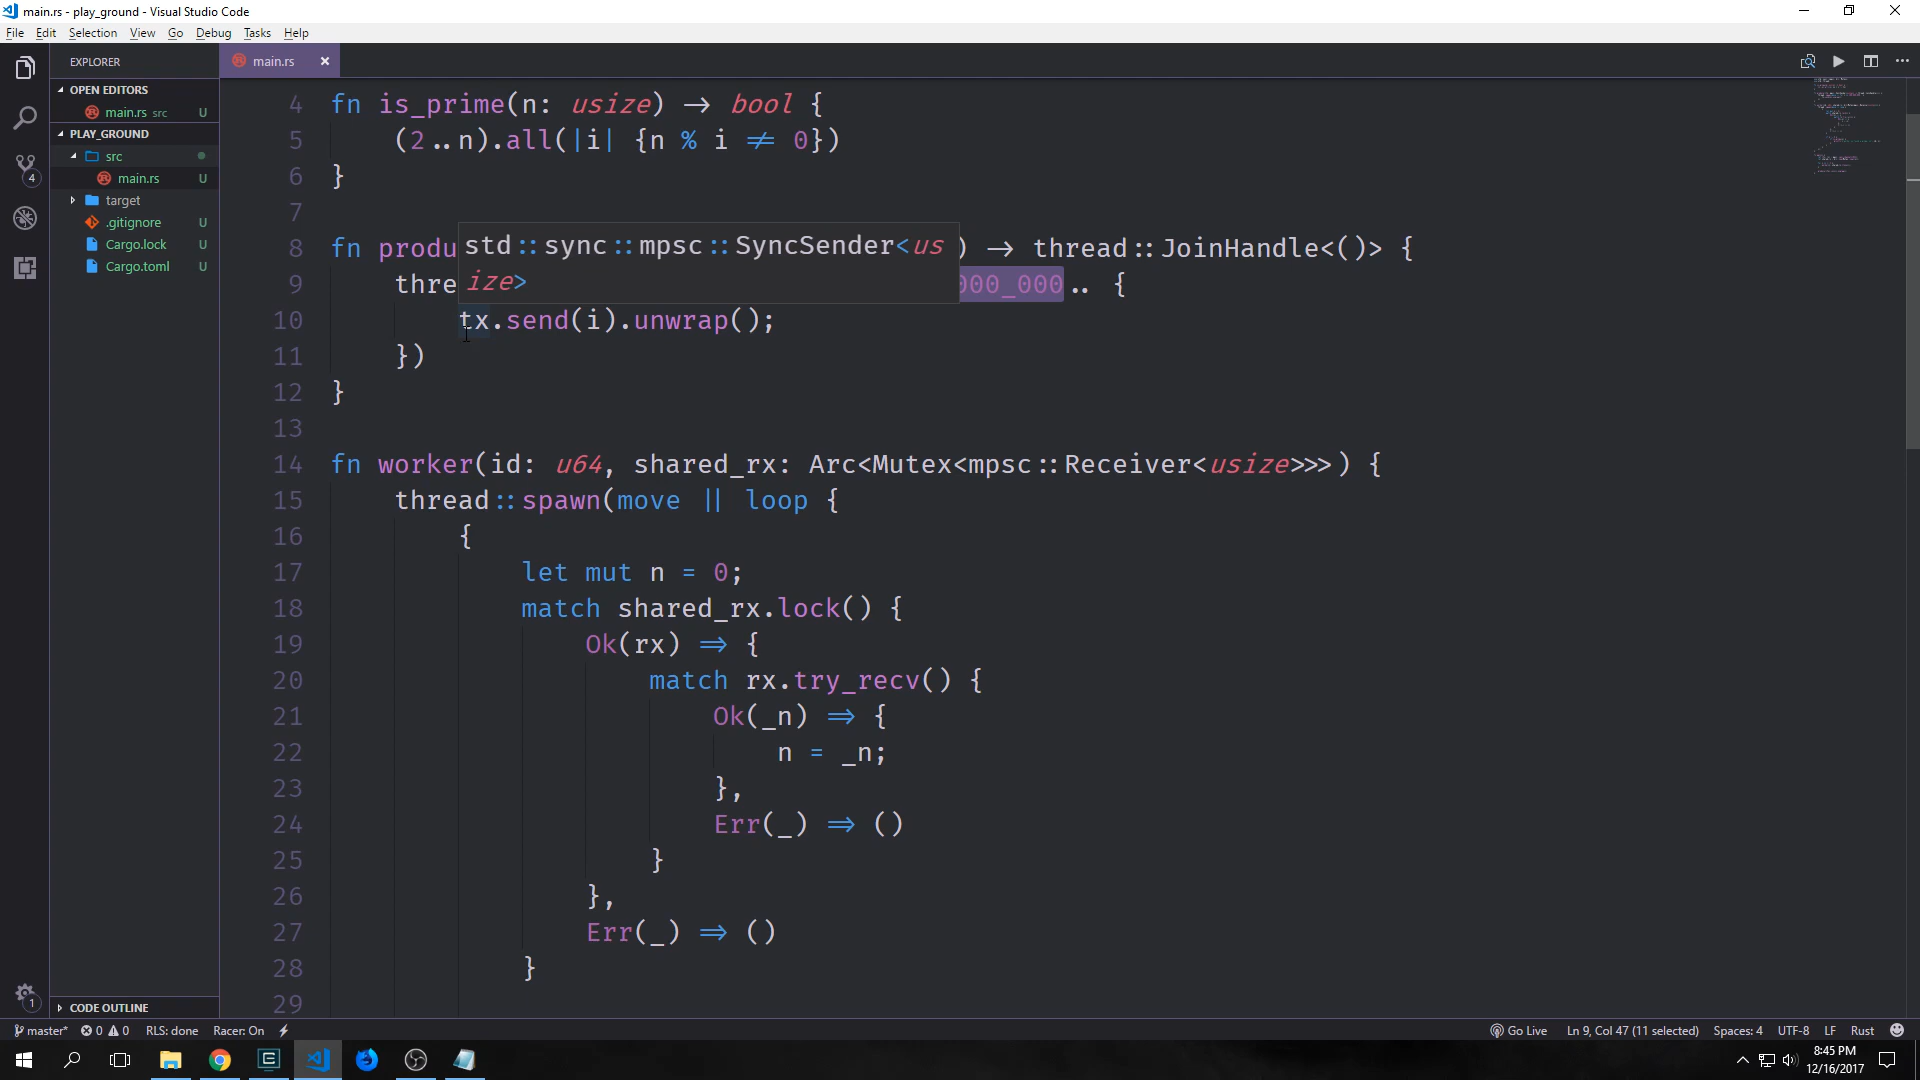 main.rs - play_ground - Visual Studio Code
File Edit Selection View Go Debug Tasks Help
EXPLORER
main.rs
OPEN EDITORS
main.rs src U
PLAY_GROUND
src
main.rs U
target
.gitignore U
Cargo.lock U
Cargo.toml U
CODE OUTLINE
4
1
4 fn is_prime(n: usize) → bool {
5 (2..n).all(|i| {n % i ≠ 0})
6 }
7
8 fn produ ) → thread::JoinHandle<()> {
std::sync::mpsc::SyncSender<us
ize>
9 thre 000_000.. {
10 tx.send(i).unwrap();
11 })
12 }
13
14 fn worker(id: u64, shared_rx: Arc<Mutex<mpsc::Receiver<usize>>>) {
15 thread::spawn(move || loop {
16 {
17 let mut n = 0;
18 match shared_rx.lock() {
19 Ok(rx) ⇒ {
20 match rx.try_recv() {
21 Ok(_n) ⇒ {
22 n = _n;
23 },
24 Err(_) ⇒ ()
25 }
26 },
27 Err(_) ⇒ ()
28 }
29
master* 0 0 RLS: done Racer: On Go Live Ln 9, Col 47 (11 selected) Spaces: 4 UTF-8 LF Rust
8:45 PM
12/16/2017